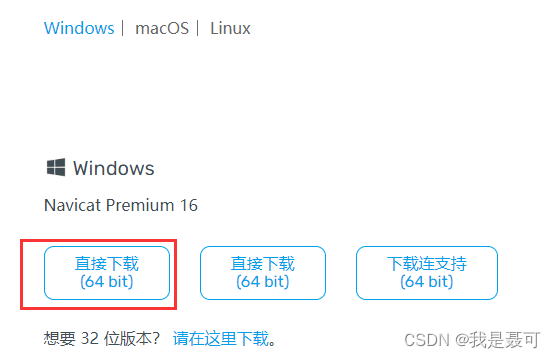 Windows | macOS | Linux
Windows
Navicat Premium 16
直接下载
(64 bit)
直接下载
(64 bit)
下载连支持
(64 bit)
想要 32 位版本？ 请在这里下载。
CSDN @我是聂可